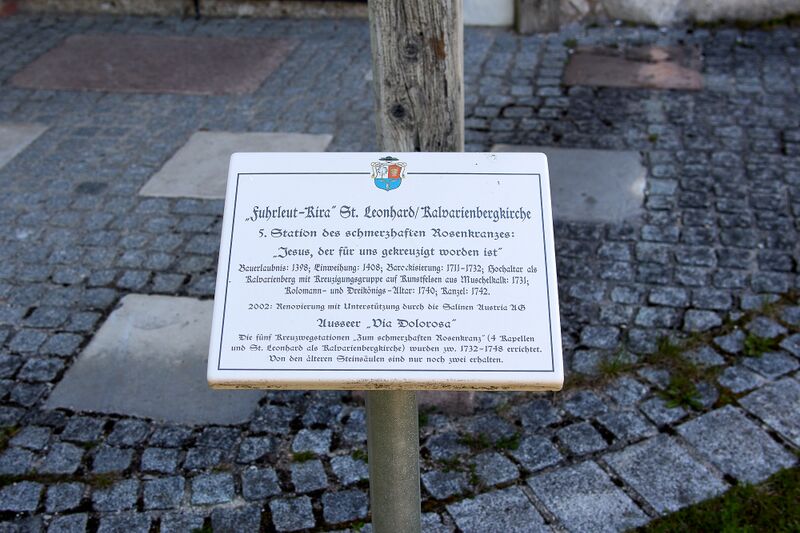 „Fuhrleut-Kira" St. Leonhard/Kalvarienbergkirche
5. Station des schmerzhaften Rosenkranzes:
„Jesus, der für uns gekreuzigt worden ist"
Bauerlaubnis: 1398; Einweihung: 1408; Barockisierung: 1711-1732; Hochaltar als
Kalvarienberg mit Kreuzigungsgruppe auf Kunstfelsen aus Muschelkalk: 1731;
Kolomann- und Dreikönigs-Altar: 1740; Kanzel: 1742.
2002: Renovierung mit Unterstützung durch die Salinen Austria AG
Ausseer „Via Dolorosa"
Die fünf Kreuzwegstationen „Zum schmerzhaften Rosenkranz" (4 Kapellen
und St. Leonhard als Kalvarienbergkirche) wurden zw. 1732-1748 errichtet.
Von den älteren Steinsäulen sind nur noch zwei erhalten.